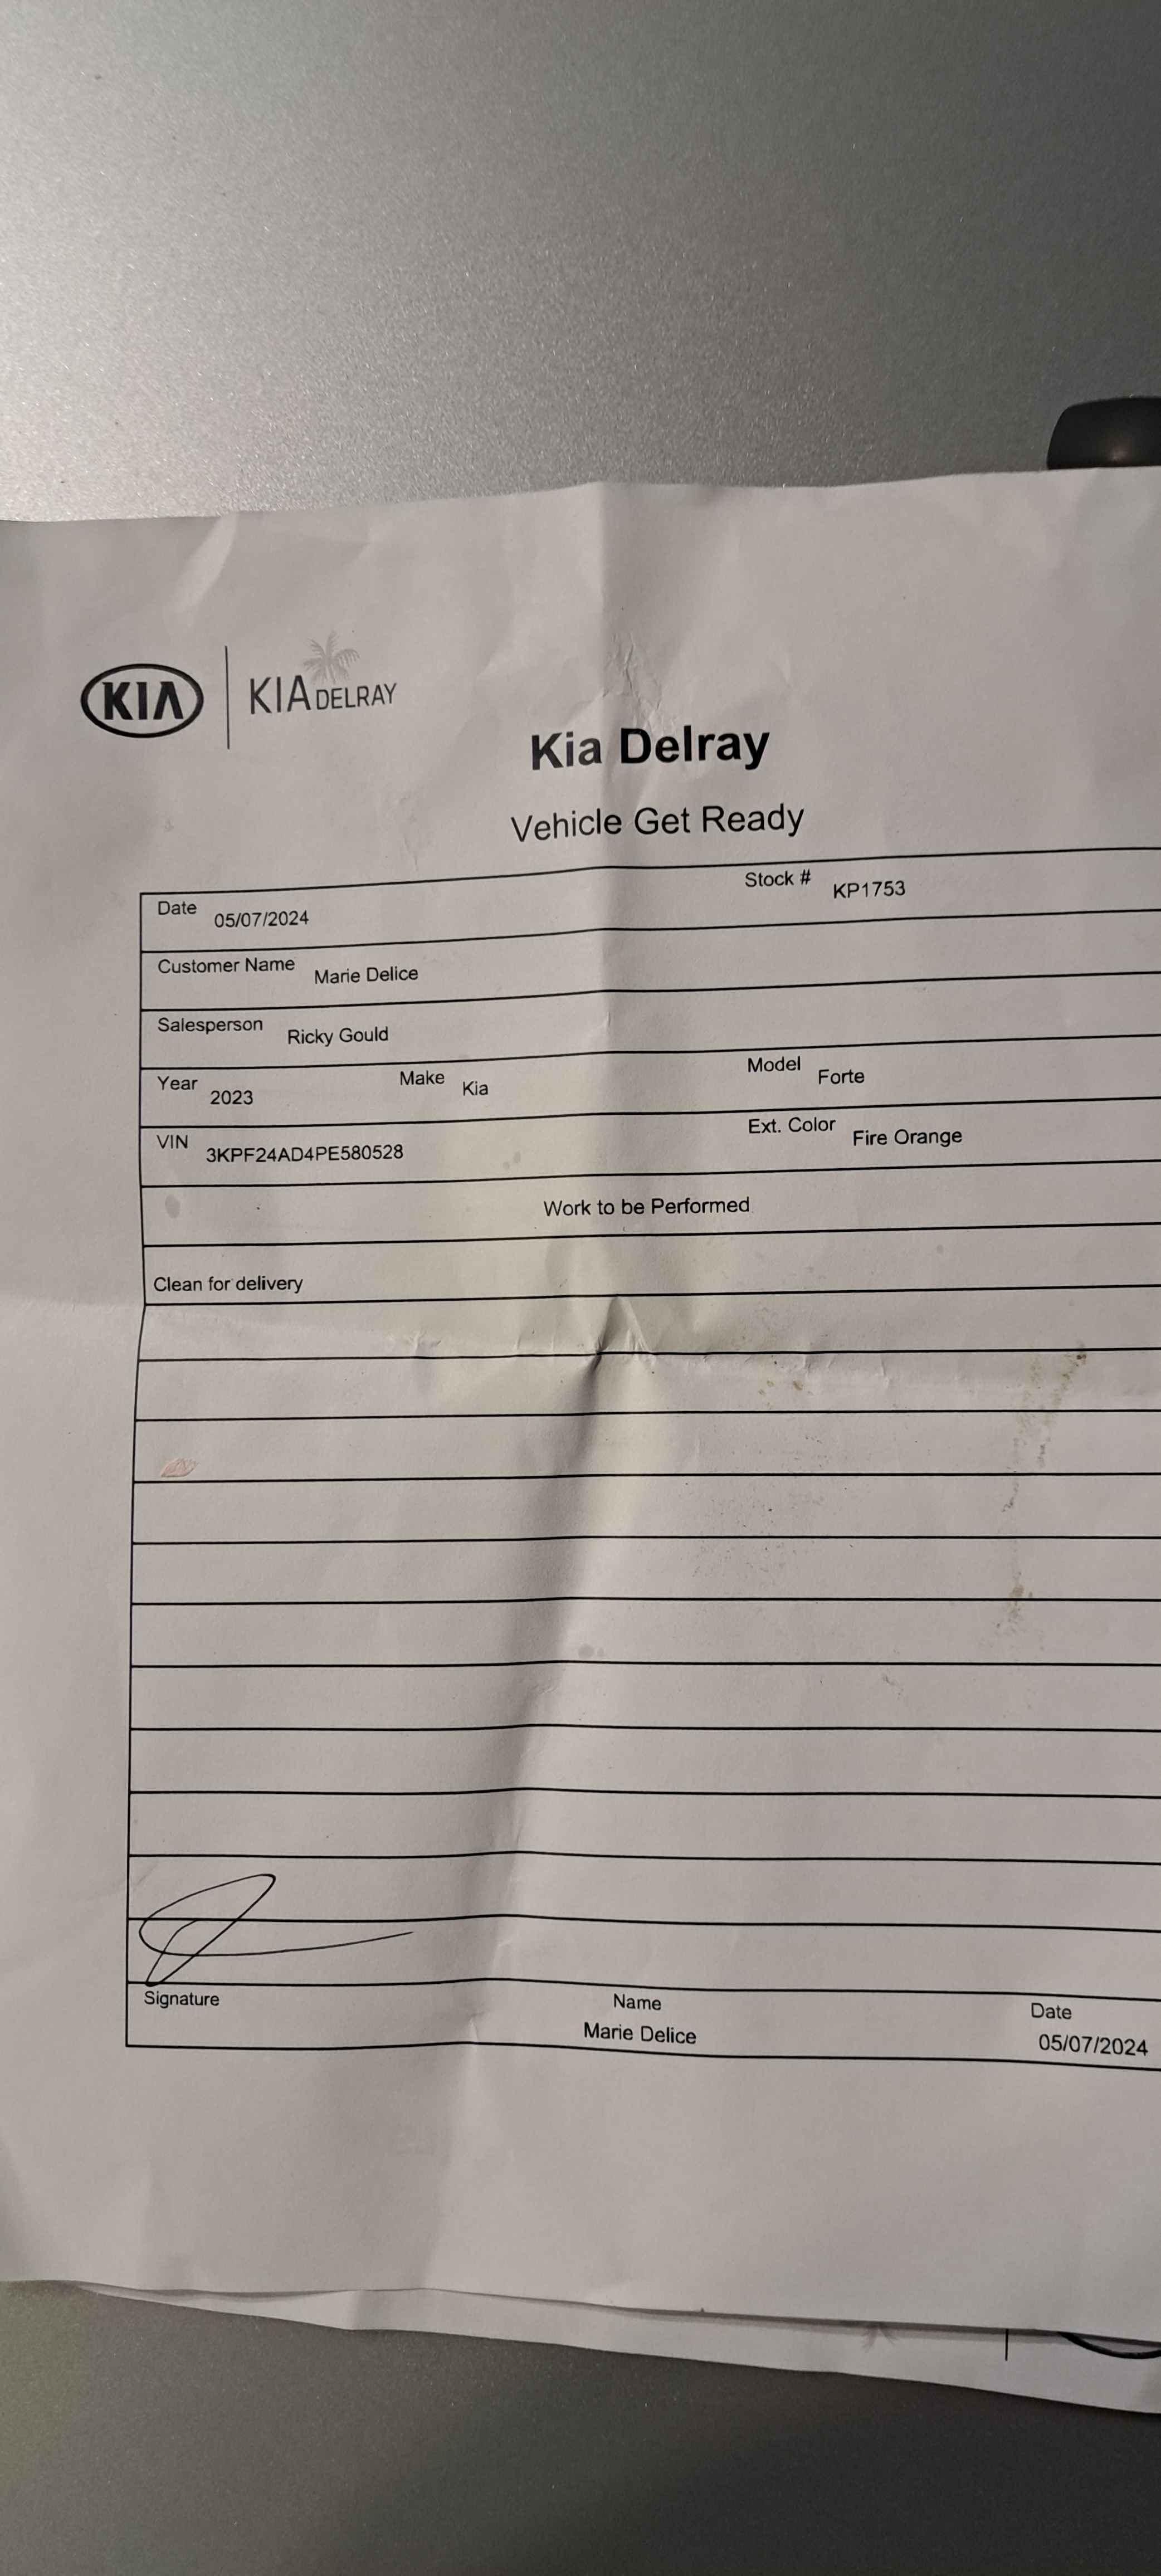 KIA KIA DELRAY
Kia Delray
Vehicle Get Ready
Date 05/07/2024 Stock # KP1753
Customer Name Marie Delice
Salesperson Ricky Gould
Year 2023 Make Kia Model Forte
VIN 3KPF24AD4PE580528 Ext. Color Fire Orange
Work to be Performed
Clean for delivery
Signature Name Date
Marie Delice 05/07/2024